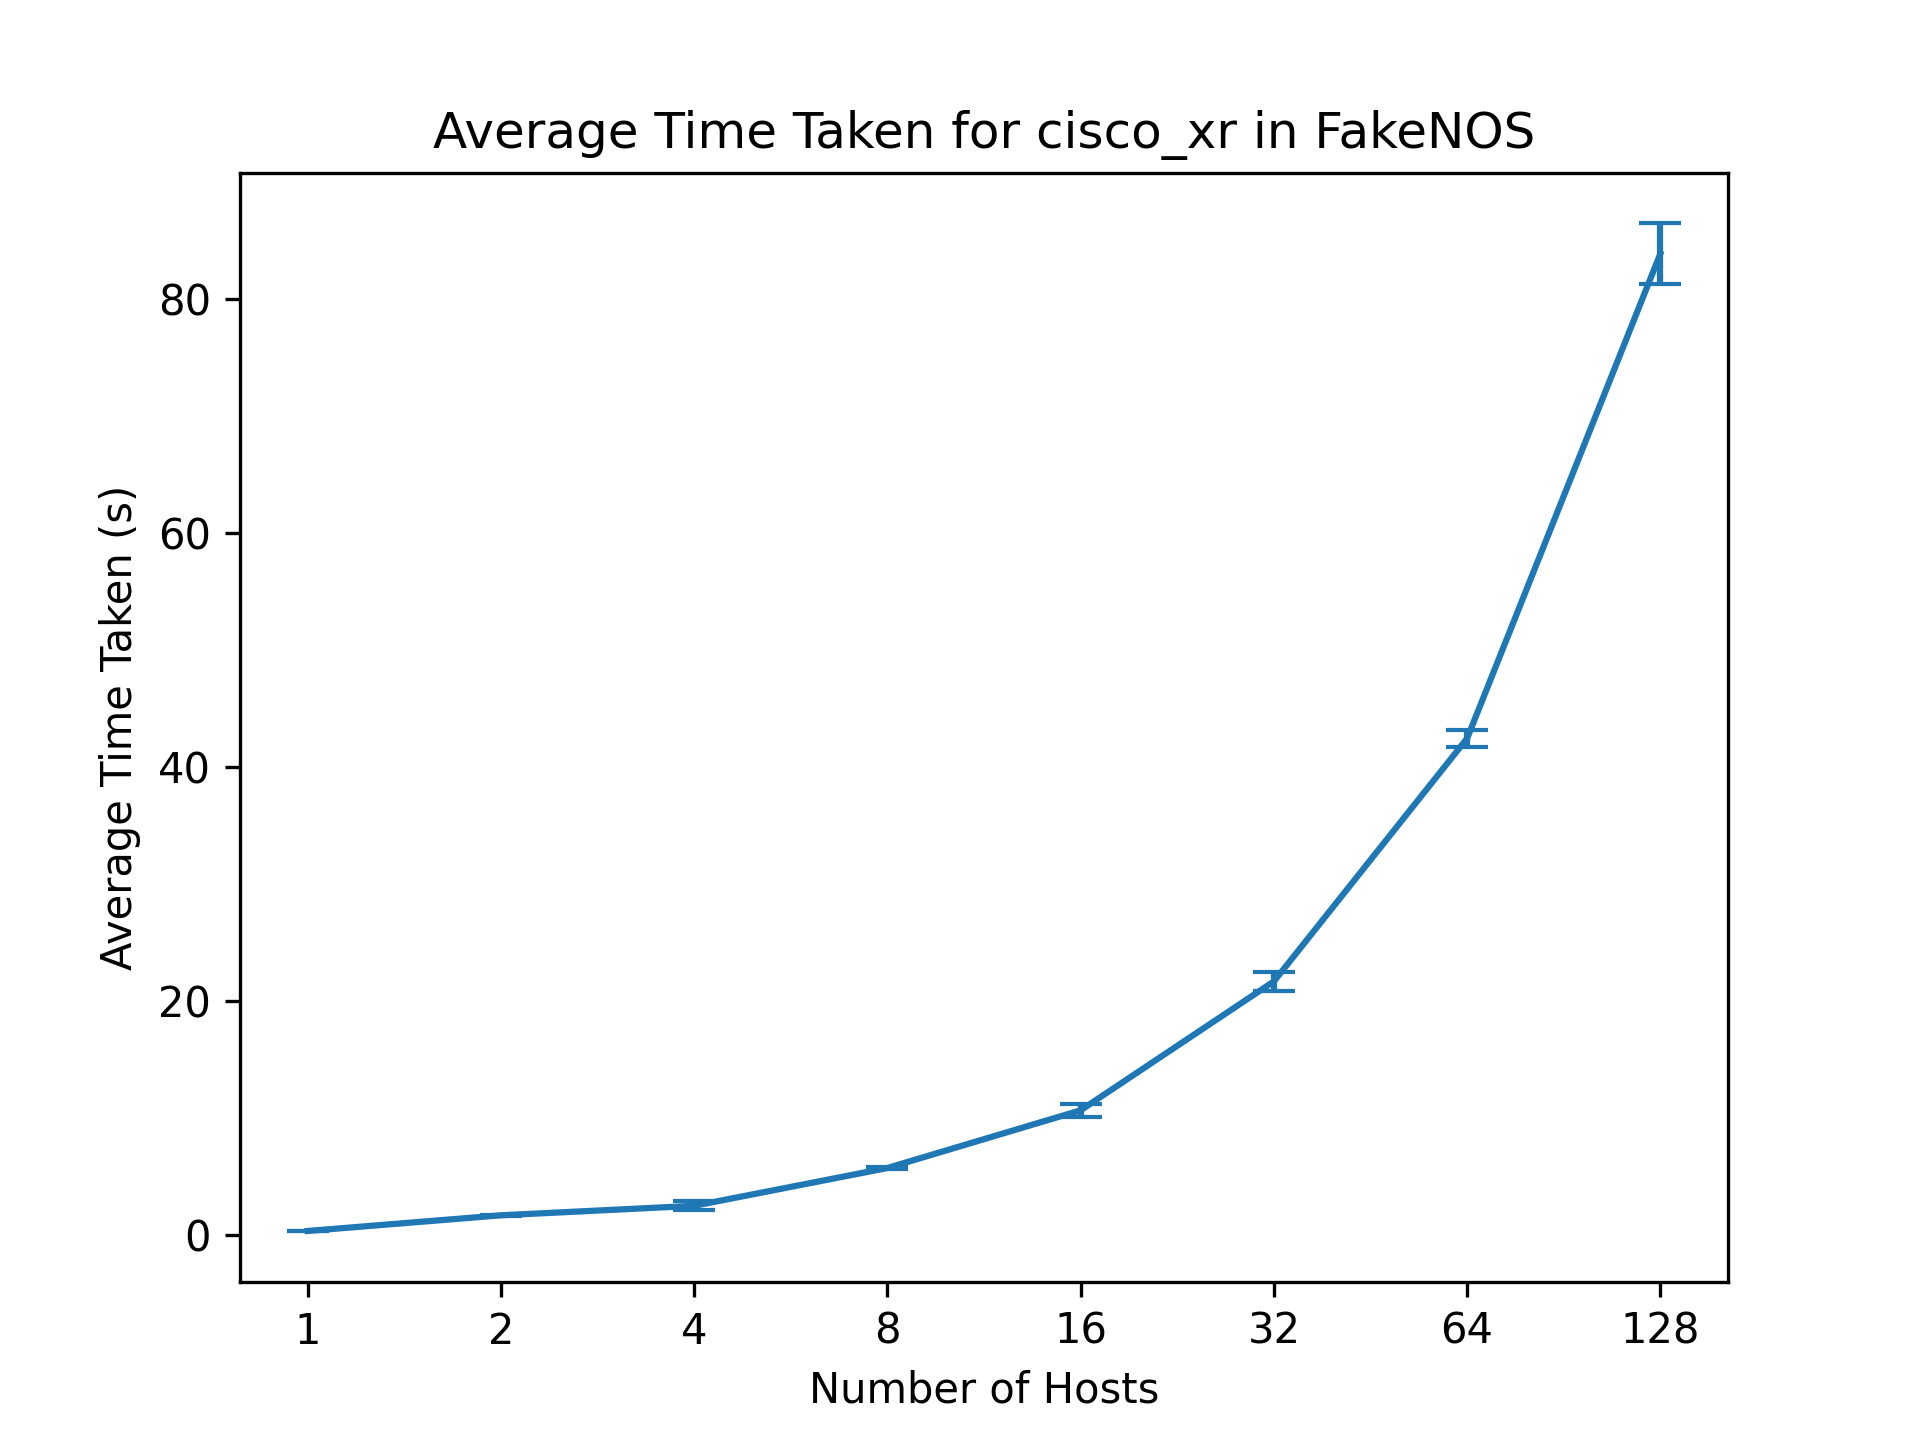 Average Time Taken for cisco_xr in FakeNOS
Average Time Taken (s)
80
60
40
20
0
1 2 4 8 16 32 64 128
Number of Hosts